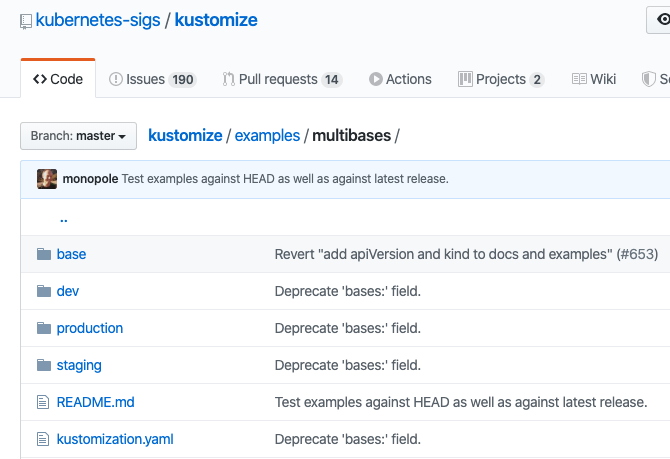 kubernetes-sigs / kustomize
Code Issues 190 Pull requests 14 Actions Projects 2 Wiki
Branch: master kustomize / examples / multibases /
monopole Test examples against HEAD as well as against latest release.
..
base Revert "add apiVersion and kind to docs and examples" (#653)
dev Deprecate 'bases:' field.
production Deprecate 'bases:' field.
staging Deprecate 'bases:' field.
README.md Test examples against HEAD as well as against latest release.
kustomization.yaml Deprecate 'bases:' field.